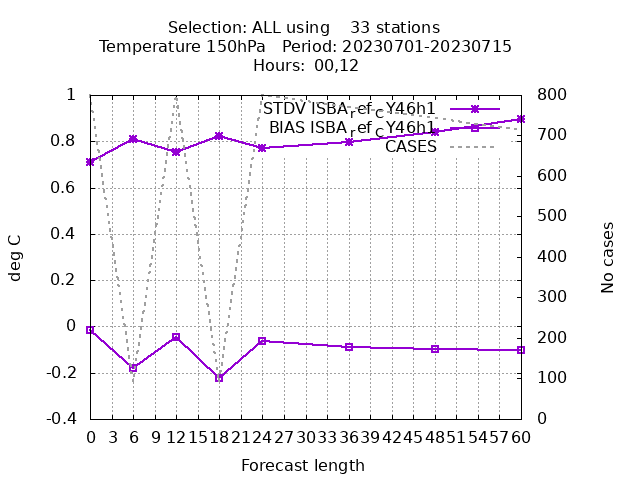 Selection: ALL using    33 stations
Temperature 150hPa   Period: 20230701-20230715
Hours:  00,12
STDV ISBA_ref_CY46h1
BIAS ISBA_ref_CY46h1
CASES
1
0.8
0.6
0.4
0.2
0
-0.2
-0.4
deg C
800
700
600
500
400
300
200
100
0
No cases
0 3 6 9 12 15 18 21 24 27 30 33 36 39 42 45 48 51 54 57 60
Forecast length